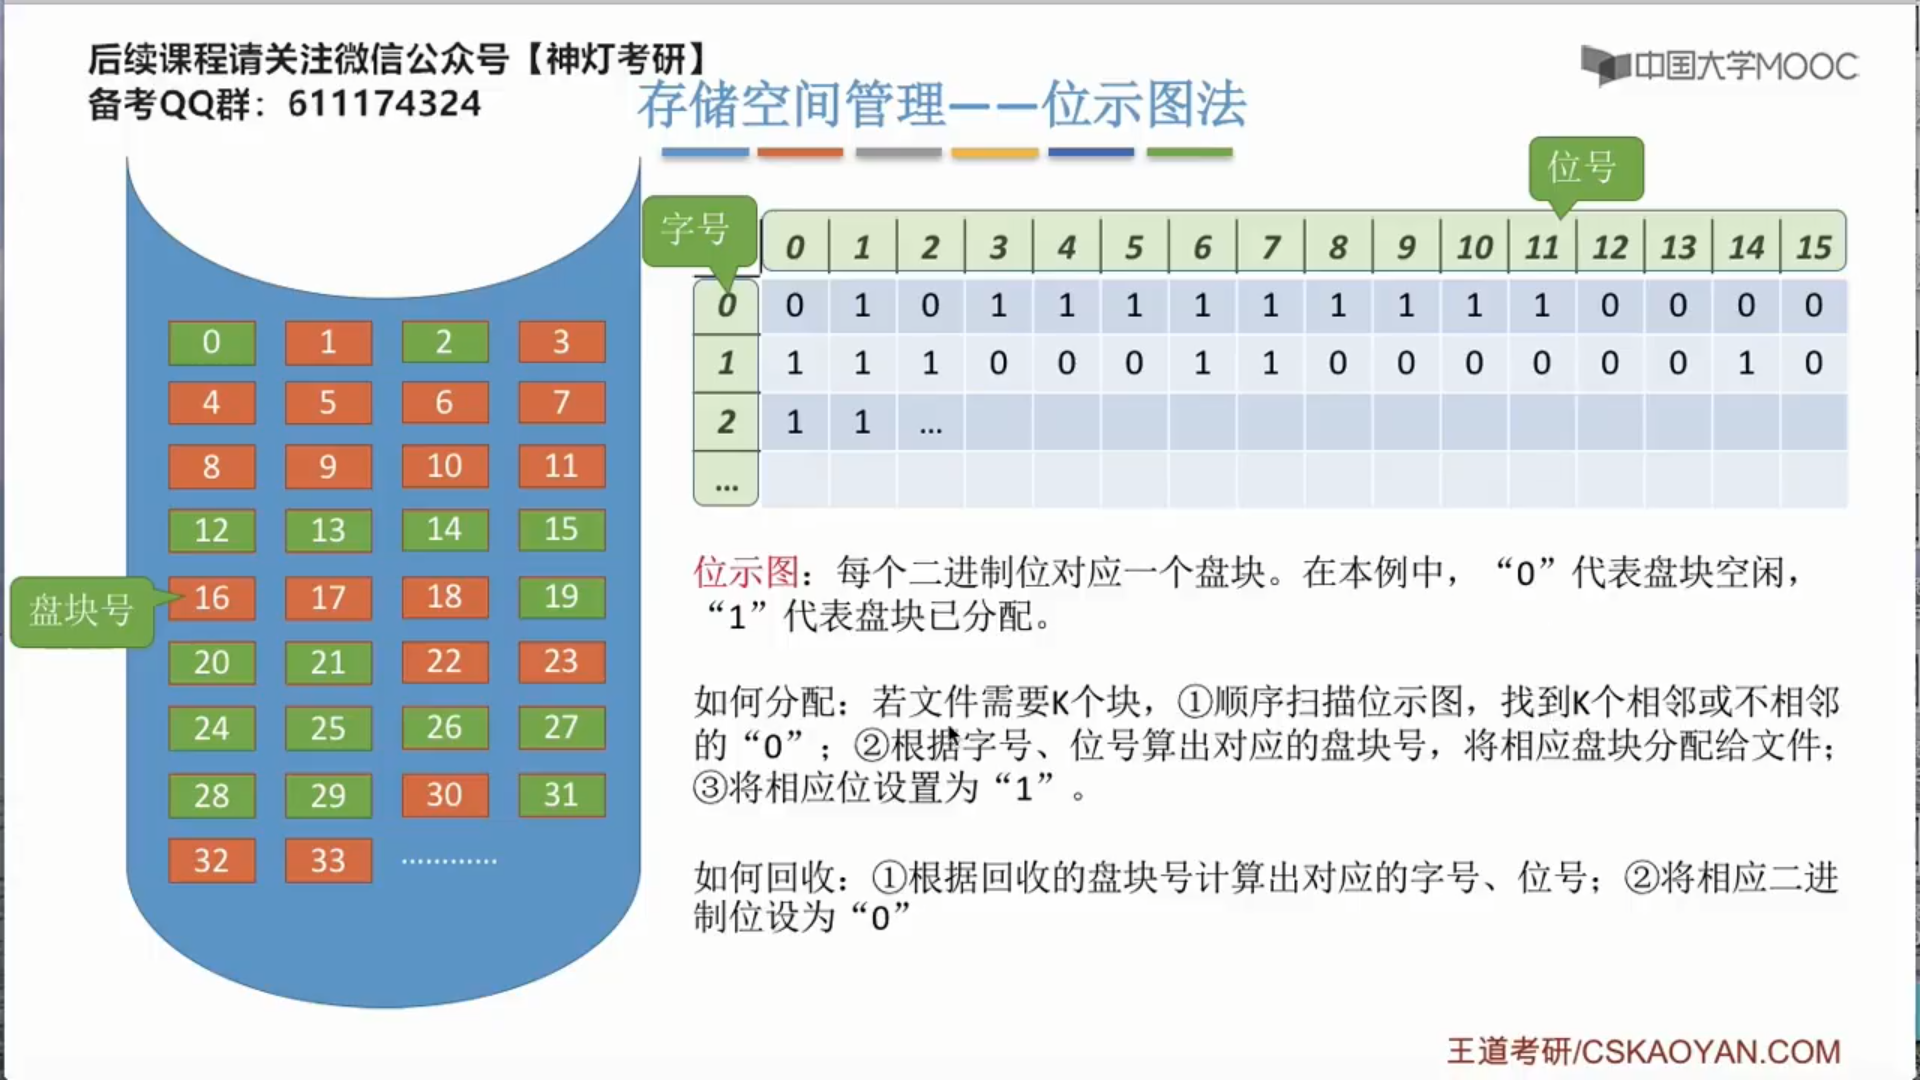 后续课程请关注微信公众号【神灯考研】
备考QQ群：611174324
中国大学MOOC
存储空间管理——位示图法
位号
字号
0 1 2 3 4 5 6 7 8 9 10 11 12 13 14 15
0 0 1 0 1 1 1 1 1 1 1 1 1 0 0 0 0
1 1 1 1 0 0 0 1 1 0 0 0 0 0 0 1 0
2 1 1 …
…
0 1 2 3
4 5 6 7
8 9 10 11
12 13 14 15
盘块号
16 17 18 19
20 21 22 23
24 25 26 27
28 29 30 31
32 33 …………
位示图：每个二进制位对应一个盘块。在本例中，“0”代表盘块空闲，
“1”代表盘块已分配。
如何分配：若文件需要K个块，①顺序扫描位示图，找到K个相邻或不相邻
的“0”；②根据字号、位号算出对应的盘块号，将相应盘块分配给文件；
③将相应位设置为“1”。
如何回收：①根据回收的盘块号计算出对应的字号、位号；②将相应二进
制位设为“0”
王道考研/CSKAOYAN.COM